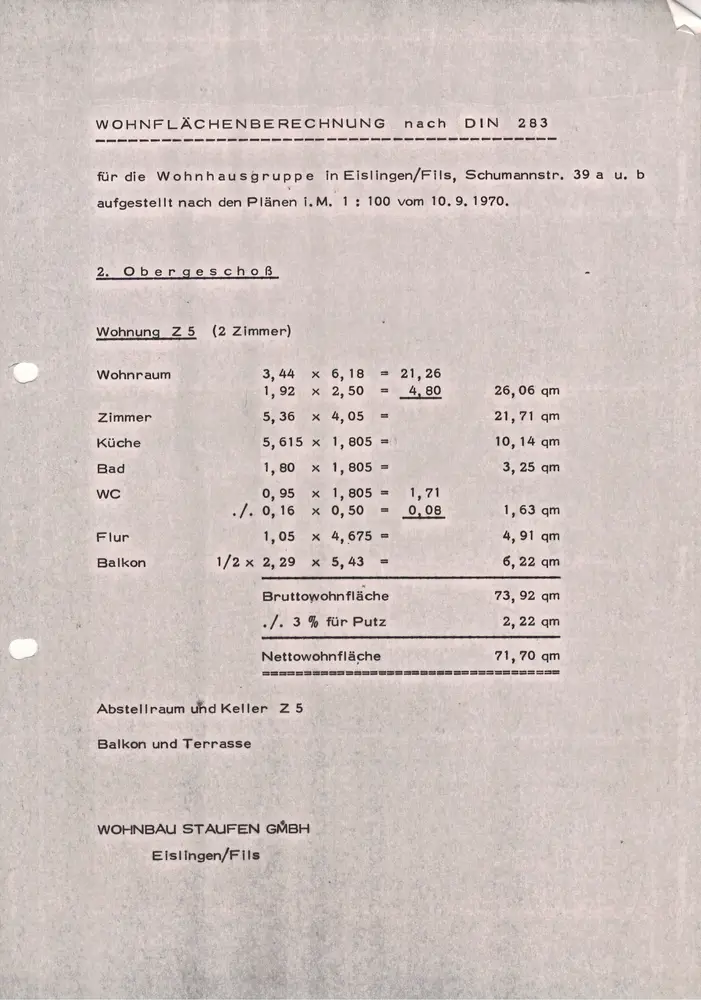 WOHNFLÄCHENBERECHNUNG nach DIN 283
für die Wohnhausgruppe in Eislingen/Fils, Schumannstr. 39 a u. b
aufgestellt nach den Plänen i.M. 1 : 100 vom 10.9.1970.
2. Obergeschoß
Wohnung Z 5 (2 Zimmer)
Wohnraum 3,44 x 6,18 = 21,26
1,92 x 2,50 = 4,80 26,06 qm
Zimmer 5,36 x 4,05 = 21,71 qm
Küche 5,615 x 1,805 = 10,14 qm
Bad 1,80 x 1,805 = 3,25 qm
WC 0,95 x 1,805 = 1,71
./. 0,16 x 0,50 = 0,08 1,63 qm
Flur 1,05 x 4,675 = 4,91 qm
Balkon 1/2 x 2,29 x 5,43 = 6,22 qm
Bruttowohnfläche 73,92 qm
./. 3 % für Putz 2,22 qm
Nettowohnfläche 71,70 qm
Abstellraum und Keller Z 5
Balkon und Terrasse
WOHNBAU STAUFEN GMBH
Eislingen/Fils